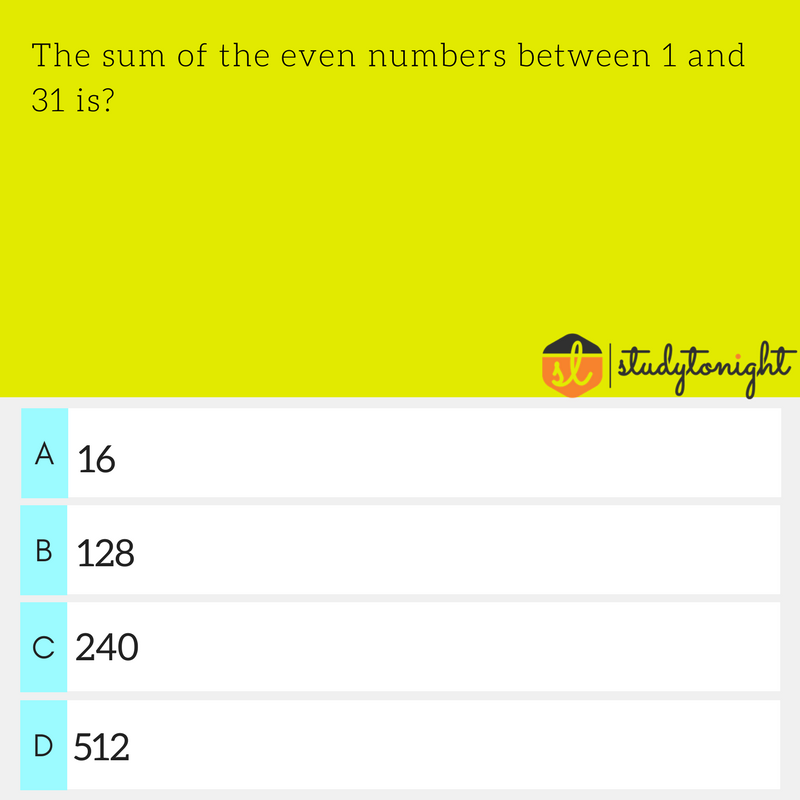 The sum of the even numbers between 1 and
31 is?
sl | studytonight
A 16
B 128
C 240
D 512